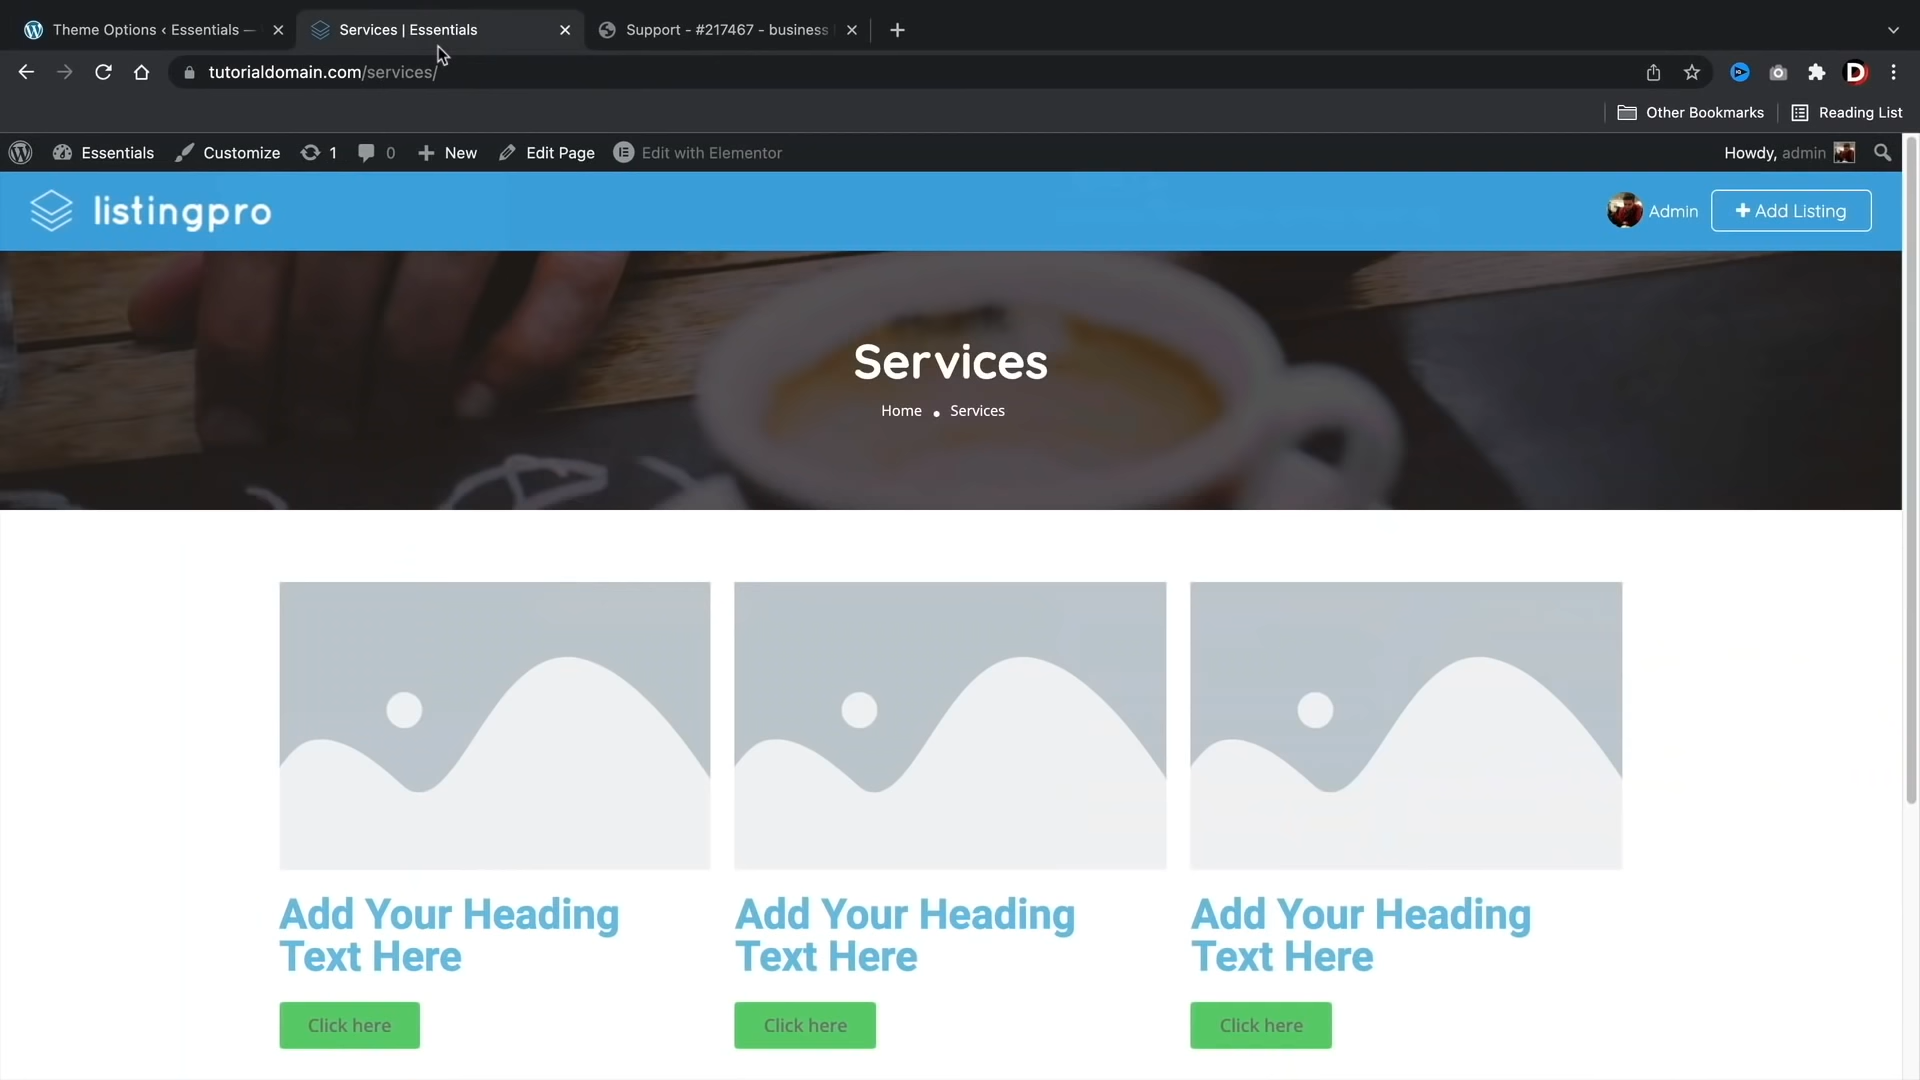 Theme Options ‹ Essentials —
Services | Essentials
Support - #217467 - business
tutorialdomain.com/services/
Other Bookmarks
Reading List
Essentials
Customize
1
0
New
Edit Page
Edit with Elementor
Howdy, admin
listingpro
Admin
Add Listing
Services
Home
Services
Add Your Heading
Text Here
Click here
Add Your Heading
Text Here
Click here
Add Your Heading
Text Here
Click here